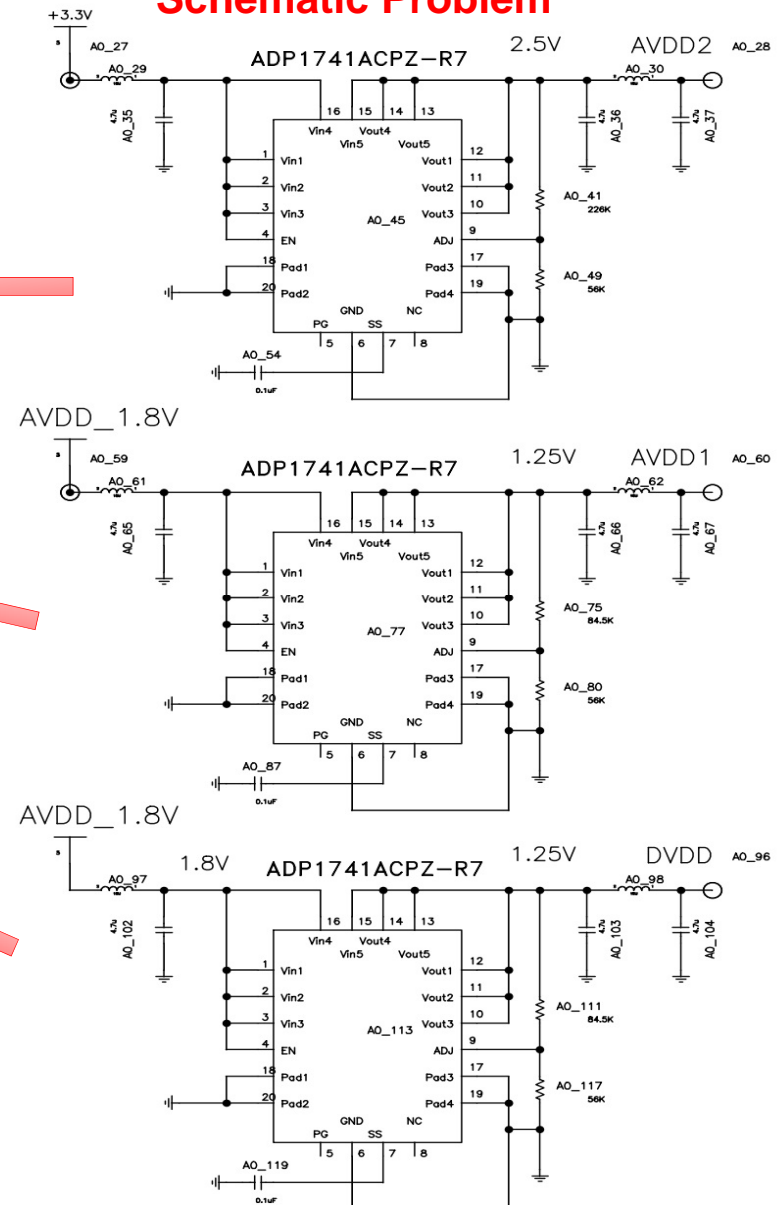 Schematic Problem
+3.3V
A0_27
A0_29
ADP1741ACPZ-R7
2.5V
AVDD2
A0_28
A0_30
4.7u
A0_35
4.7u
A0_36
4.7u
A0_37
16 15 14 13
Vin4 Vout4
Vin5 Vout5
1 Vin1
2 Vin2
3 Vin3
4 EN
18 Pad1
20 Pad2
Vout1 12
Vout2 11
Vout3 10
ADJ 9
Pad3 17
Pad4 19
A0_45
GND NC
PG SS
5 6 7 8
A0_41
226K
A0_49
56K
A0_54
0.1uF
AVDD_1.8V
A0_59
A0_61
ADP1741ACPZ-R7
1.25V
AVDD1
A0_60
A0_62
4.7u
A0_65
4.7u
A0_66
4.7u
A0_67
16 15 14 13
Vin4 Vout4
Vin5 Vout5
1 Vin1
2 Vin2
3 Vin3
4 EN
18 Pad1
20 Pad2
Vout1 12
Vout2 11
Vout3 10
ADJ 9
Pad3 17
Pad4 19
A0_77
GND NC
PG SS
5 6 7 8
A0_75
84.5K
A0_80
56K
A0_87
0.1uF
AVDD_1.8V
A0_97
1.8V
ADP1741ACPZ-R7
1.25V
DVDD
A0_96
A0_98
4.7u
A0_102
4.7u
A0_103
4.7u
A0_104
16 15 14 13
Vin4 Vout4
Vin5 Vout5
1 Vin1
2 Vin2
3 Vin3
4 EN
18 Pad1
20 Pad2
Vout1 12
Vout2 11
Vout3 10
ADJ 9
Pad3 17
Pad4 19
A0_113
GND NC
PG SS
5 6 7 8
A0_111
84.5K
A0_117
56K
A0_119
0.1uF